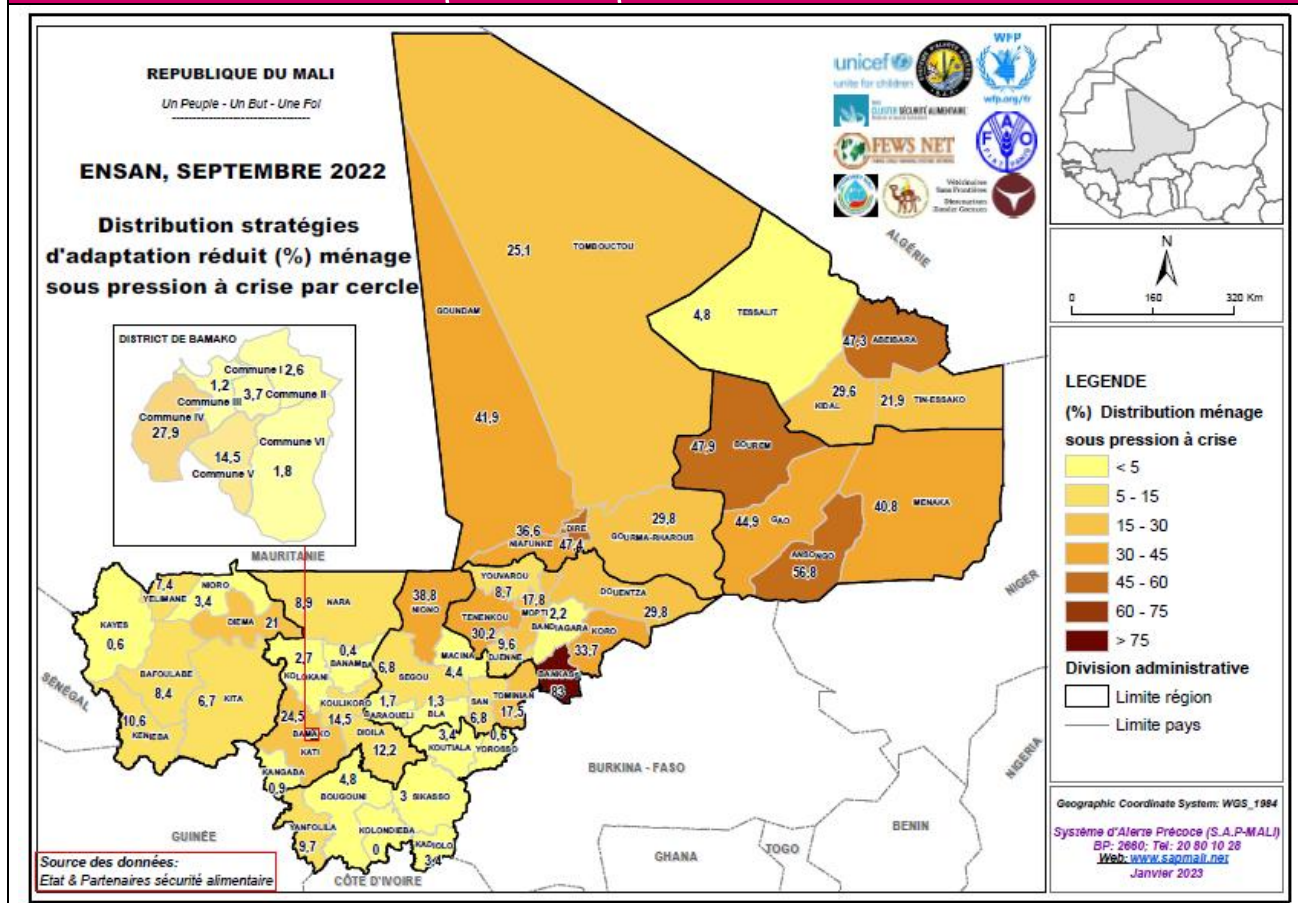 REPUBLIQUE DU MALI
Un Peuple - Un But - Une Foi
ENSAN, SEPTEMBRE 2022
Distribution stratégies
d'adaptation réduit (%) ménage
sous pression à crise par cercle
DISTRICT DE BAMAKO
Commune I 2,6
1,2
Commune III
3,7
Commune II
Commune IV
27,9
14,5
Commune V
Commune VI
1,8
unicef
unite for children
WFP
wfp.org/fr
CLUSTER SÉCURITÉ ALIMENTAIRE
FEWS NET
FAO
FIAT PANIS
Vétérinaires
Sans Frontières
ALGÉRIE
MAURITANIE
SÉNÉGAL
GUINÉE
CÔTE D'IVOIRE
BURKINA - FASO
GHANA
TOGO
BENIN
NIGER
NIGERIA
25,1
TOMBOUCTOU
GOUNDAM
41,9
4,8
TESSALIT
47,3 ABEIBARA
29,6
KIDAL
21,9 TIN-ESSAKO
47,9 BOUREM
44,9 GAO
40,8 MENAKA
ANSONGO
56,8
36,6
NIAFUNKE
DIRE
47,4
29,8
GOURMA-RHAROUS
YOUVAROU
8,7
17,8
MOPTI
DOUENTZA
29,8
2,2
BANDIAGARA
KORO
33,7
BANKASS
83
TENENKOU
30,2
9,6
DJENNE
38,8
NIONO
8,9 NARA
7,4
YELIMANE
NIORO
3,4
DIEMA 21
KAYES
0,6
BAFOULABE
8,4
6,7 KITA
10,6
KENIEBA
2,7
KOLOKANI
0,4
BANAMBA
6,8
SEGOU
MACINA
4,4
KOULIKORO
14,5
1,7
BARAOUELI
1,3
BLA
SAN
6,8
TOMINIAN
17,5
24,5
BAMAKO
KATI
DIOILA
12,2
3,4
KOUTIALA
0,6
YOROSSO
KANGABA
0,9
4,8
BOUGOUNI
3 SIKASSO
YANFOLILA
9,7
KOLONDIEBA
0
KADIOLO
3,4
Source des données:
Etat & Partenaires sécurité alimentaire
N
0 160 320 Km
LEGENDE
(%) Distribution ménage
sous pression à crise
< 5
5 - 15
15 - 30
30 - 45
45 - 60
60 - 75
> 75
Division administrative
Limite région
Limite pays
Geographic Coordinate System: WGS_1984
Système d'Alerte Précoce (S.A.P-MALI)
BP: 2660; Tel: 20 80 10 28
Web: www.sapmali.net
Janvier 2023